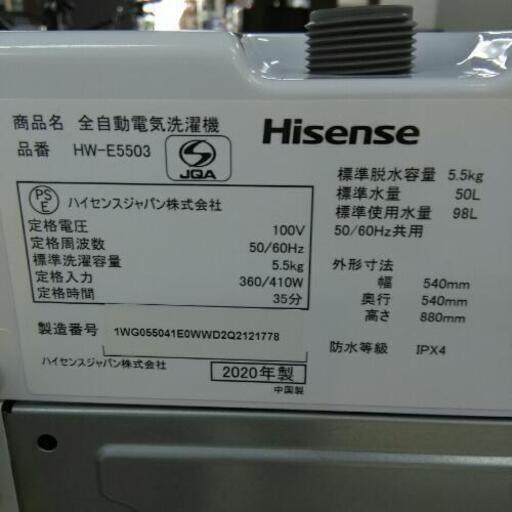 商品名 全自動電気洗濯機
品番 HW-E5503
JQA
Hisense
PS
E
ハイセンスジャパン株式会社
定格電圧 100V
定格周波数 50/60Hz
標準洗濯容量 5.5kg
定格入力 360/410W
定格時間 35分
製造番号 1WG055041E0WWD2Q2121778
ハイセンスジャパン株式会社
2020年製
中国製
標準脱水容量 5.5kg
標準水量 50L
標準使用水量 98L
50/60Hz共用
外形寸法
幅 540mm
奥行 540mm
高さ 880mm
防水等級 IPX4